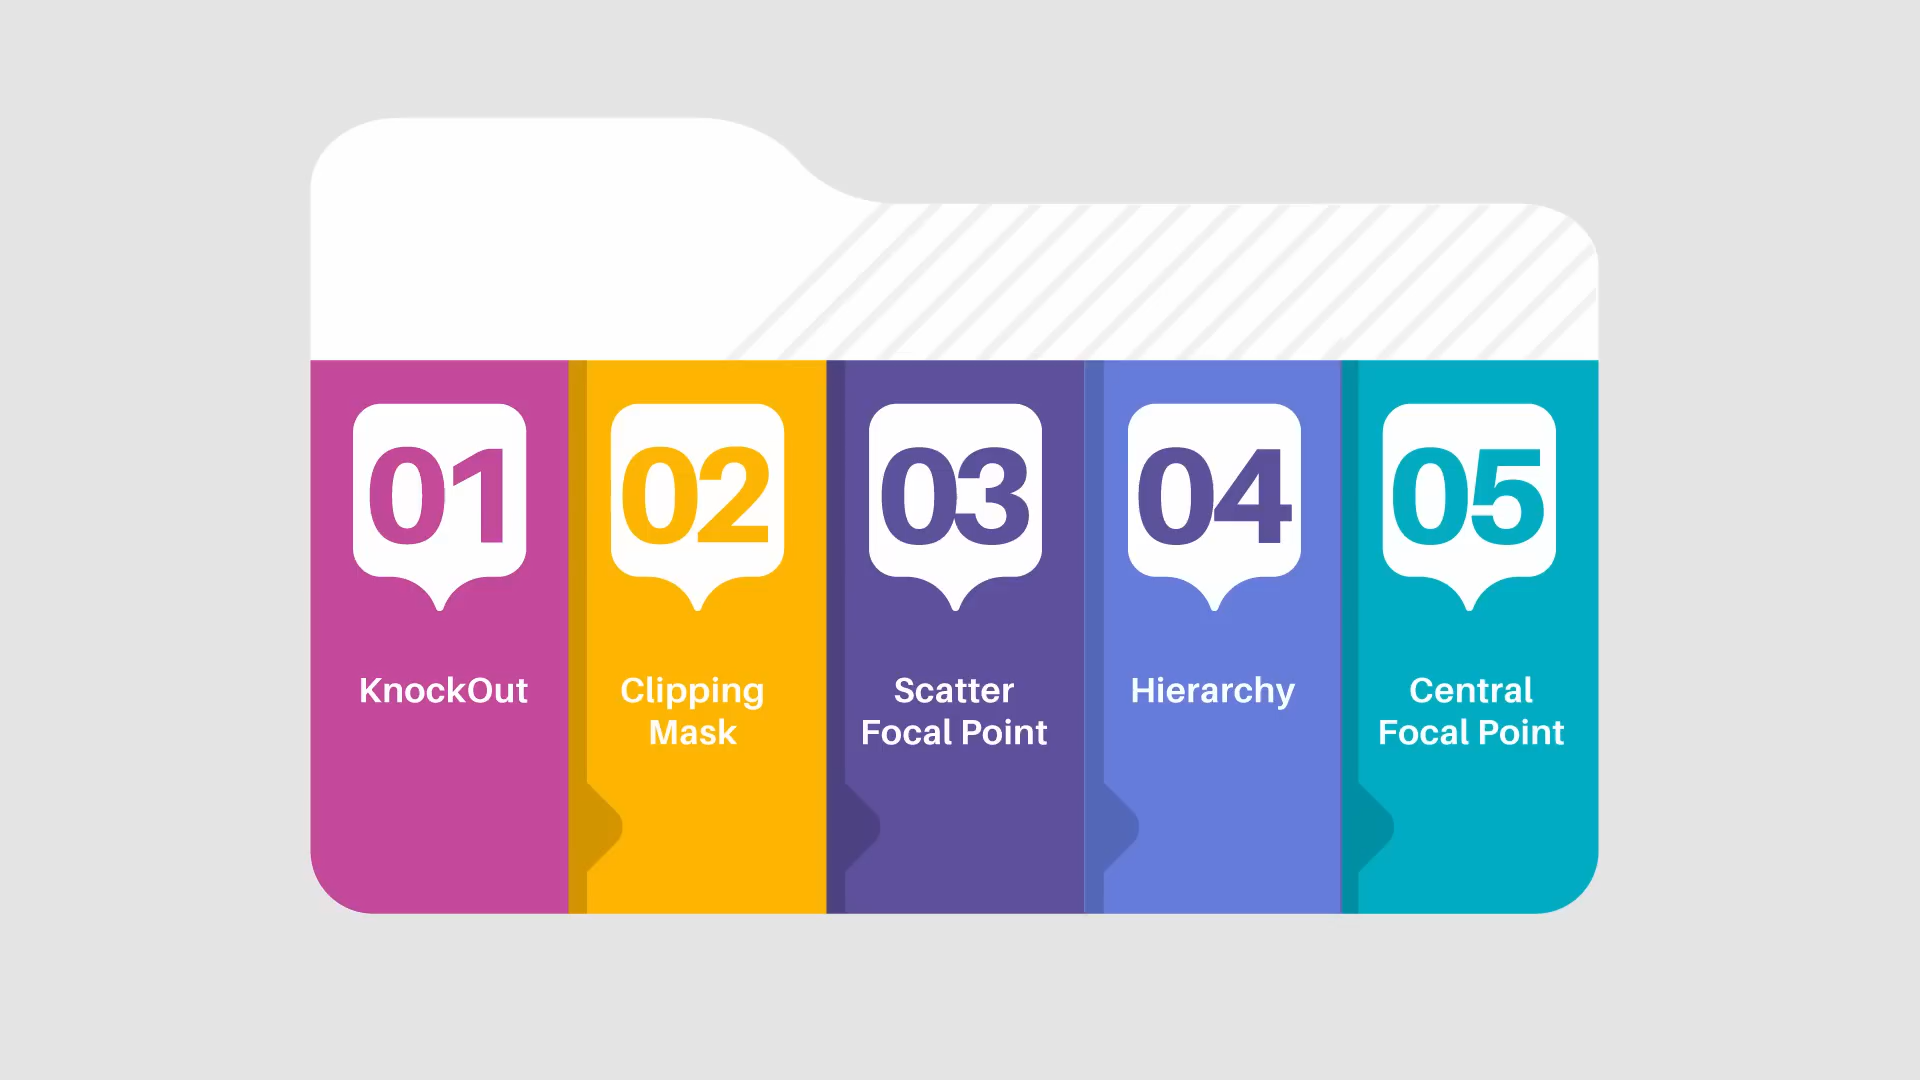 01
KnockOut
02
Clipping
Mask
03
Scatter
Focal Point
04
Hierarchy
05
Central
Focal Point